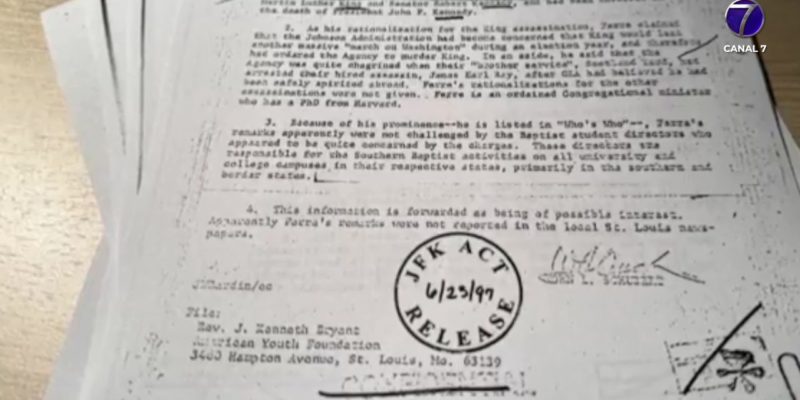 Martin Luther King and Senator Robert Kennedy, and had been
the death of President John F. Kennedy.
2. As his rationalization for the King assassination, Farre claimed
that the Johnson Administration had become concerned that King would lead
another massive "march on Washington" during an election year, and therefore
had ordered the Agency to murder King. In an aside, he said that the
Agency was quite chagrined when their "brother service", Scotland Yard, had
arrested their hired assassin, James Earl Ray, after CIA had believed he had
been safely spirited abroad. Farre's rationalizations for the other
assassinations were not given. Farre is an ordained Congregational minister
who has a PhD from Harvard.
3. Because of his prominence--he is listed in "Who's Who"--, Farra's
remarks apparently were not challenged by the Baptist student directors who
appeared to be quite concerned by the charges. These directors are
responsible for the Southern Baptist activities on all university and
college campuses in their respective states, primarily in the southern and
border states.
4. This information is forwarded as being of possible interest.
Apparently Farra's remarks were not reported in the local St. Louis news-
papers.
JFK ACT
6/23/97
RELEASE
File:
Rev. J. Kenneth Bryant
American Youth Foundation
3460 Hampton Avenue, St. Louis, Mo. 63139
CONFIDENTIAL
7
CANAL 7